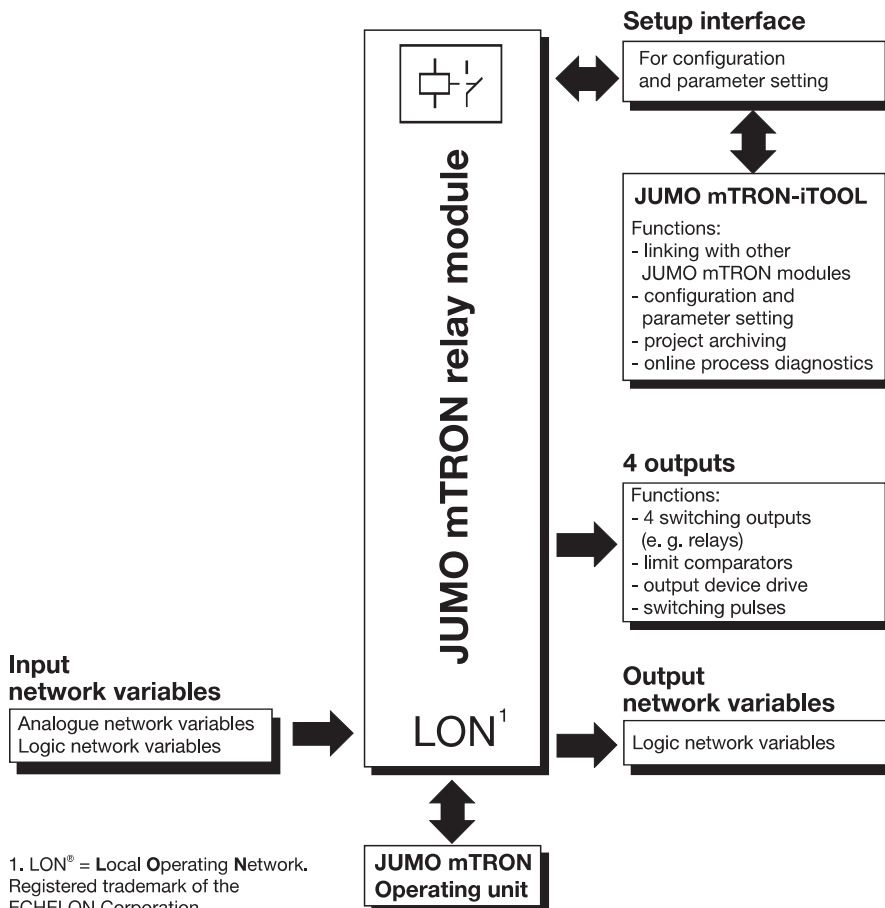 Setup interface
For configuration
and parameter setting
JUMO mTRON-iTOOL
Functions:
- linking with other
JUMO mTRON modules
- configuration and
parameter setting
- project archiving
- online process diagnostics
JUMO mTRON relay module
4 outputs
Functions:
- 4 switching outputs
(e. g. relays)
- limit comparators
- output device drive
- switching pulses
Input
network variables
Analogue network variables
Logic network variables
LON¹
Output
network variables
Logic network variables
JUMO mTRON
Operating unit
1. LON® = Local Operating Network.
Registered trademark of the
ECHELON Corporation